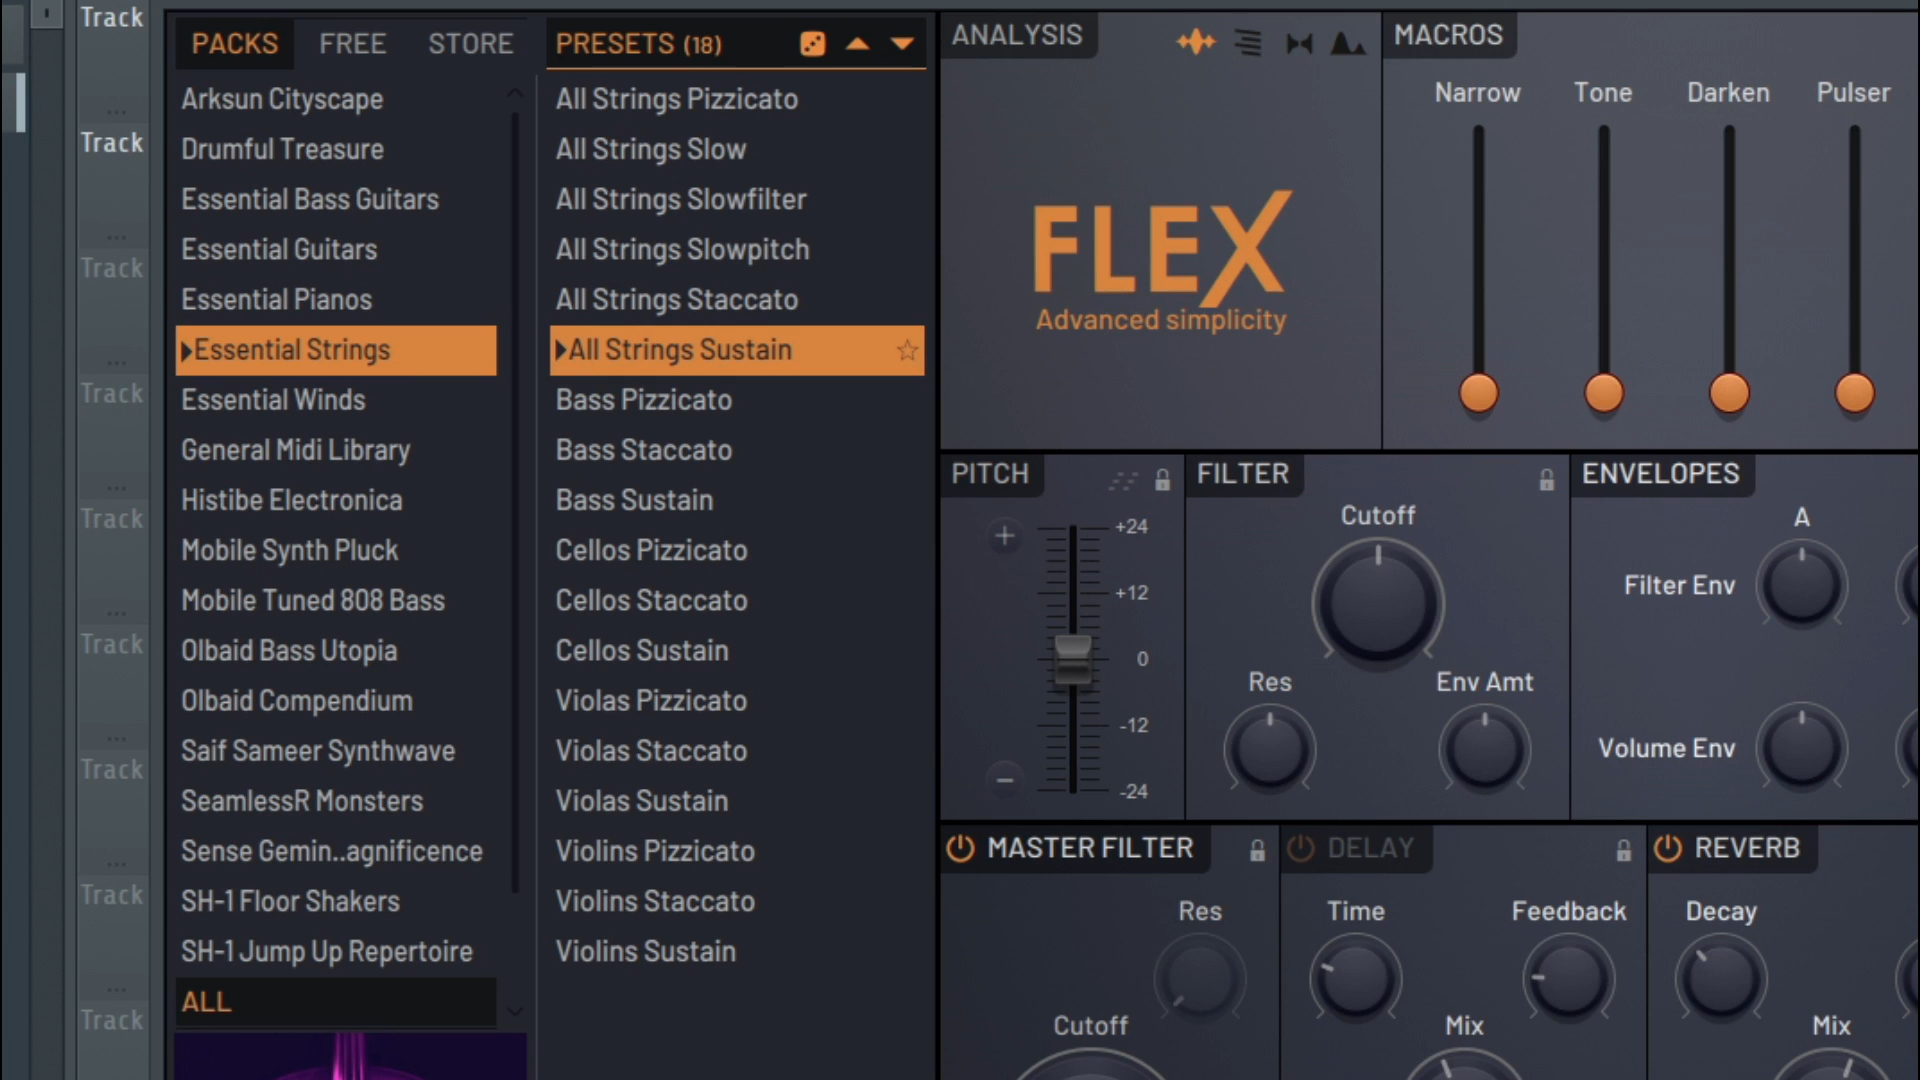 Track
...
Track
...
Track
...
Track
...
Track
...
Track
...
Track
...
Track
...
Track
PACKS FREE STORE
Arksun Cityscape
Drumful Treasure
Essential Bass Guitars
Essential Guitars
Essential Pianos
Essential Strings
Essential Winds
General Midi Library
Histibe Electronica
Mobile Synth Pluck
Mobile Tuned 808 Bass
Olbaid Bass Utopia
Olbaid Compendium
Saif Sameer Synthwave
SeamlessR Monsters
Sense Gemin..agnificence
SH-1 Floor Shakers
SH-1 Jump Up Repertoire
ALL
PRESETS (18)
All Strings Pizzicato
All Strings Slow
All Strings Slowfilter
All Strings Slowpitch
All Strings Staccato
All Strings Sustain
Bass Pizzicato
Bass Staccato
Bass Sustain
Cellos Pizzicato
Cellos Staccato
Cellos Sustain
Violas Pizzicato
Violas Staccato
Violas Sustain
Violins Pizzicato
Violins Staccato
Violins Sustain
ANALYSIS
FLEX
Advanced simplicity
MACROS
Narrow Tone Darken Pulser
PITCH
+
+24
+12
0
-12
-24
−
FILTER
Cutoff
Res Env Amt
ENVELOPES
A
Filter Env
Volume Env
MASTER FILTER
Res
Cutoff
DELAY
Time Feedback
Mix
REVERB
Decay
Mix